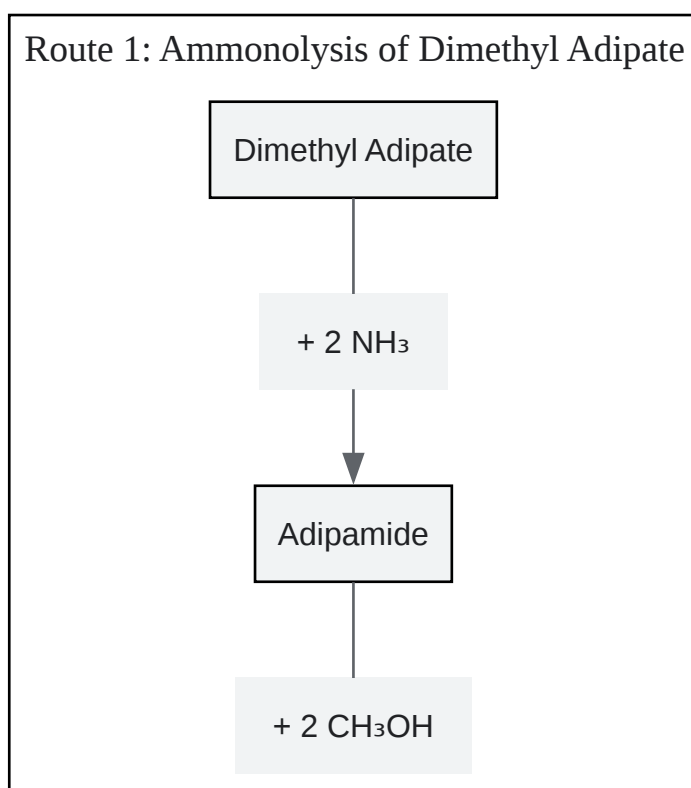 Route 1: Ammonolysis of Dimethyl Adipate
Dimethyl Adipate
+ 2 NH₃
Adipamide
+ 2 CH₃OH